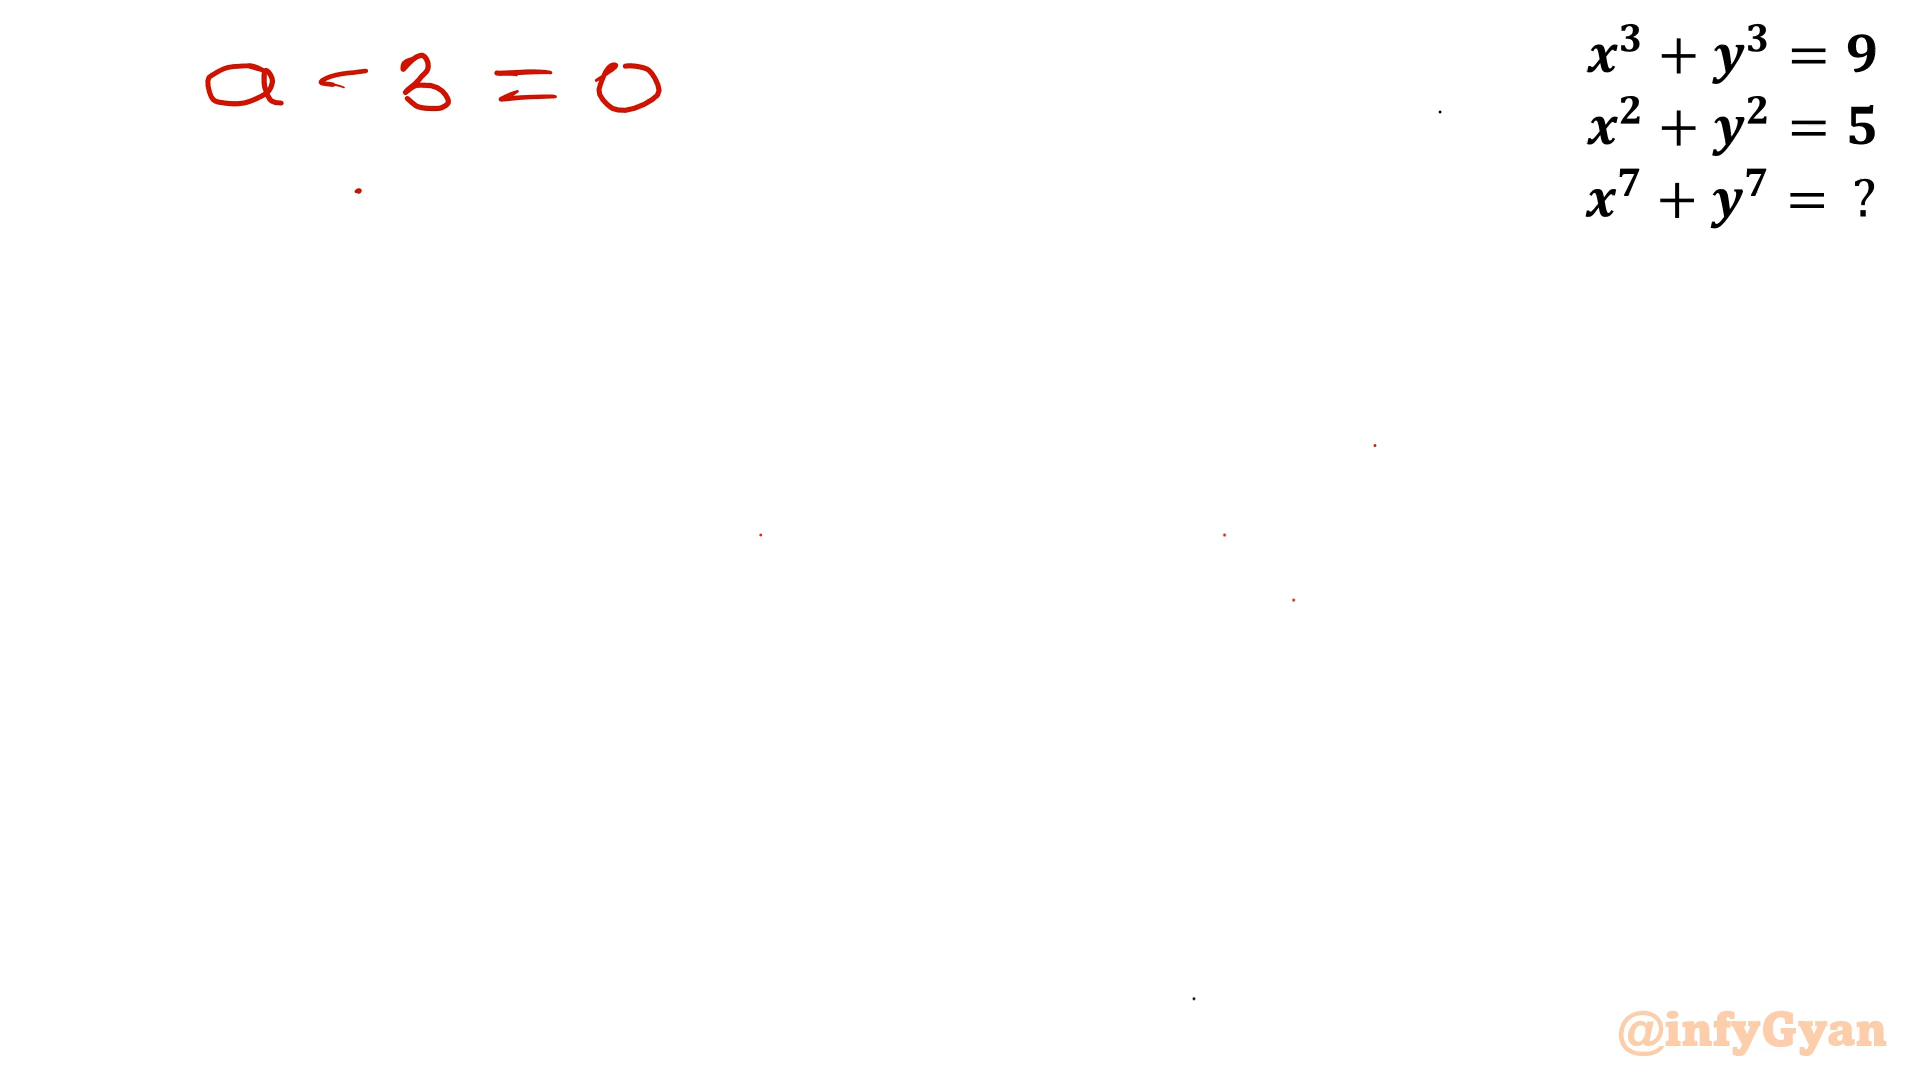 a - 3 = 0
x³ + y³ = 9
x² + y² = 5
x⁷ + y⁷ = ?
@infyGyan